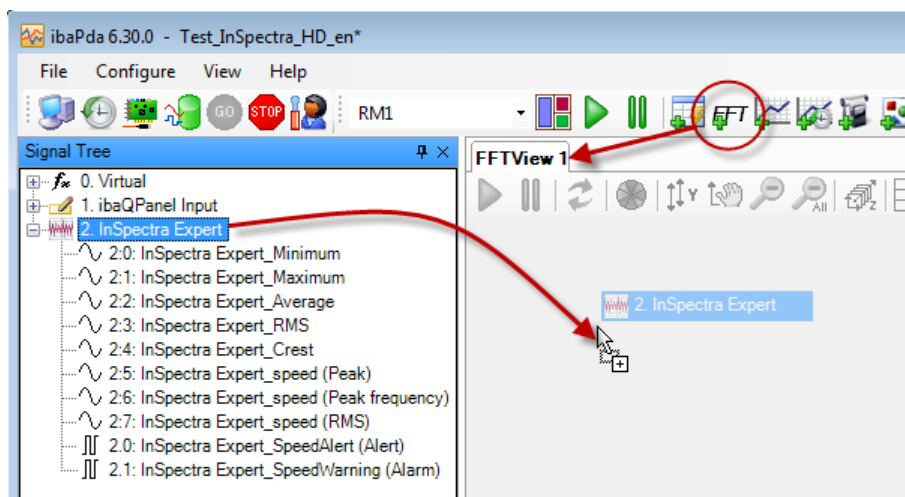 ibaPda 6.30.0 - Test_InSpectra_HD_en*
File Configure View Help
GO STOP RM1 FFT
Signal Tree
FFTView 1
fx 0. Virtual
1. ibaQPanel Input
2. InSpectra Expert
2:0: InSpectra Expert_Minimum
2:1: InSpectra Expert_Maximum
2:2: InSpectra Expert_Average
2:3: InSpectra Expert_RMS
2:4: InSpectra Expert_Crest
2:5: InSpectra Expert_speed (Peak)
2:6: InSpectra Expert_speed (Peak frequency)
2:7: InSpectra Expert_speed (RMS)
2.0: InSpectra Expert_SpeedAlert (Alert)
2.1: InSpectra Expert_SpeedWarning (Alarm)
Y All z
2. InSpectra Expert